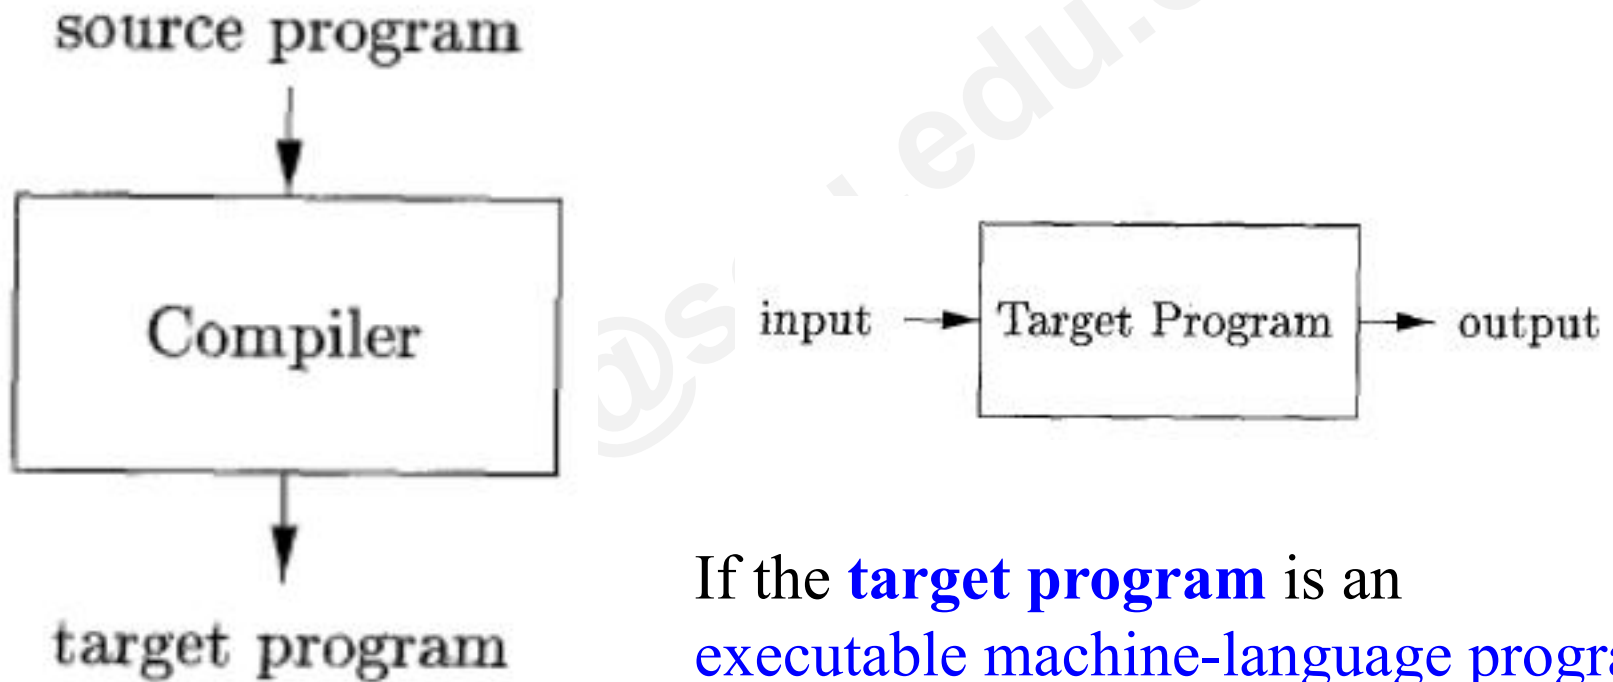 source program
Compiler
target program
input
Target Program
output
If the target program is an
executable machine-language